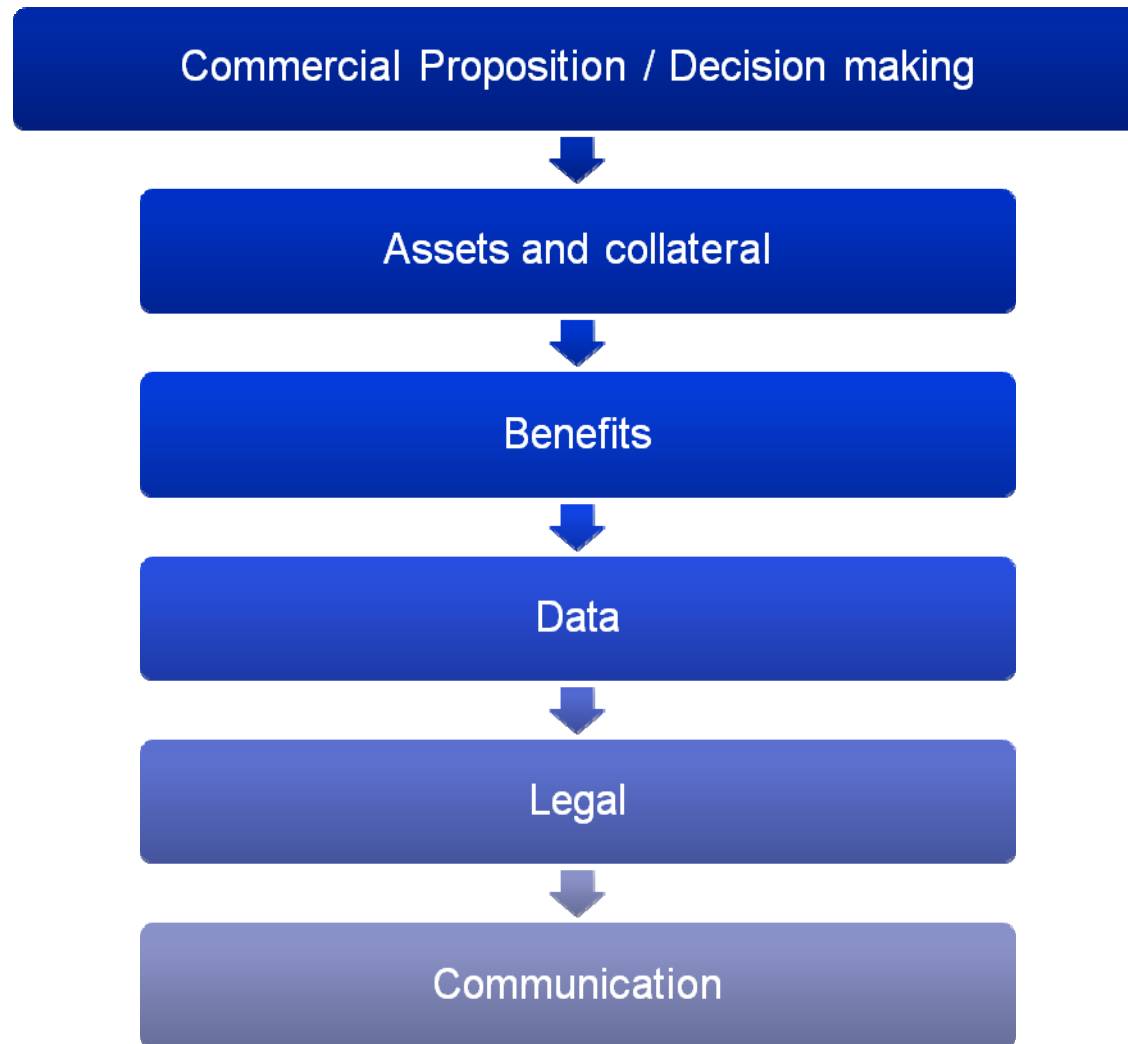 Commercial Proposition / Decision making
Assets and collateral
Benefits
Data
Legal
Communication